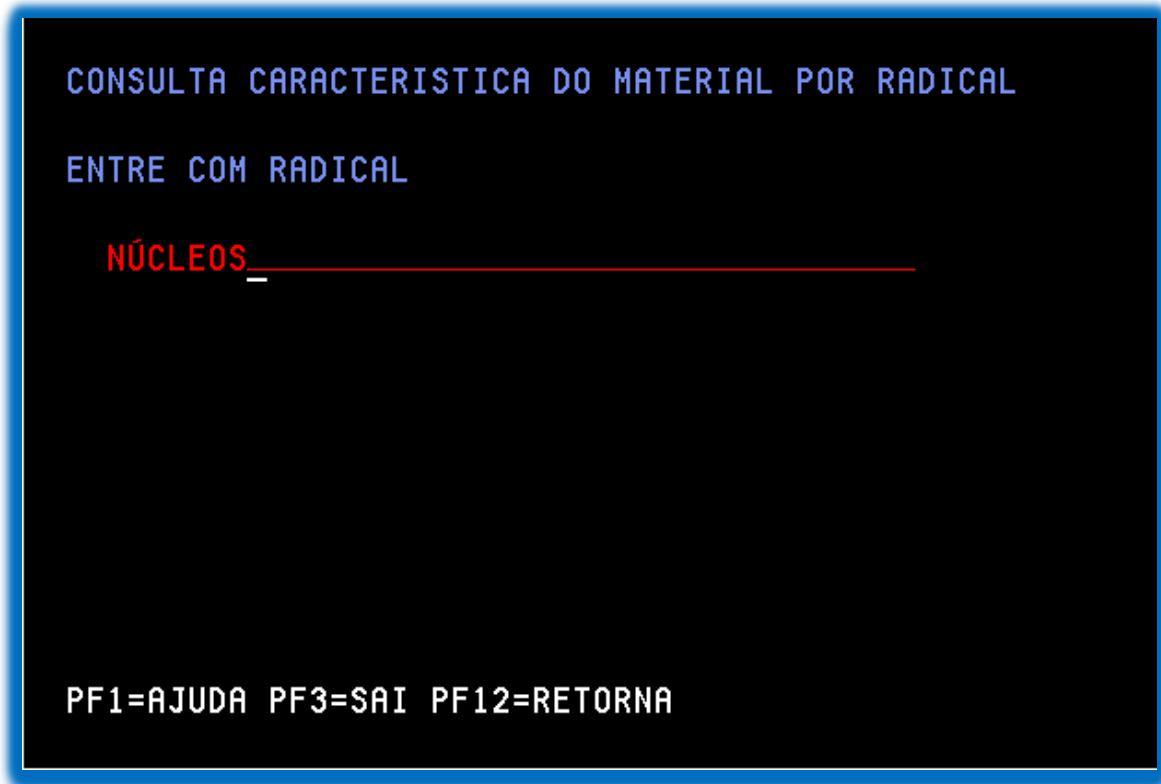 CONSULTA CARACTERISTICA DO MATERIAL POR RADICAL
ENTRE COM RADICAL
NÚCLEOS
PF1=AJUDA PF3=SAI PF12=RETORNA